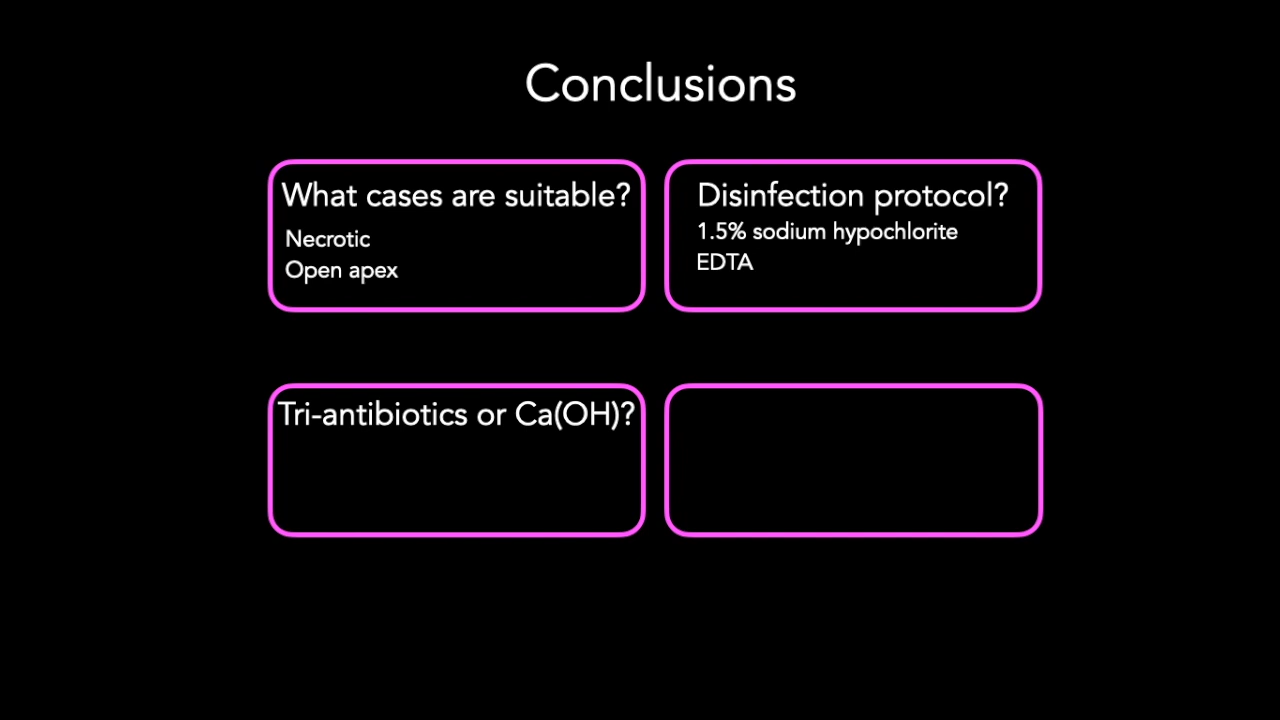 Conclusions
What cases are suitable?
Necrotic
Open apex
Disinfection protocol?
1.5% sodium hypochlorite
EDTA
Tri-antibiotics or Ca(OH)?